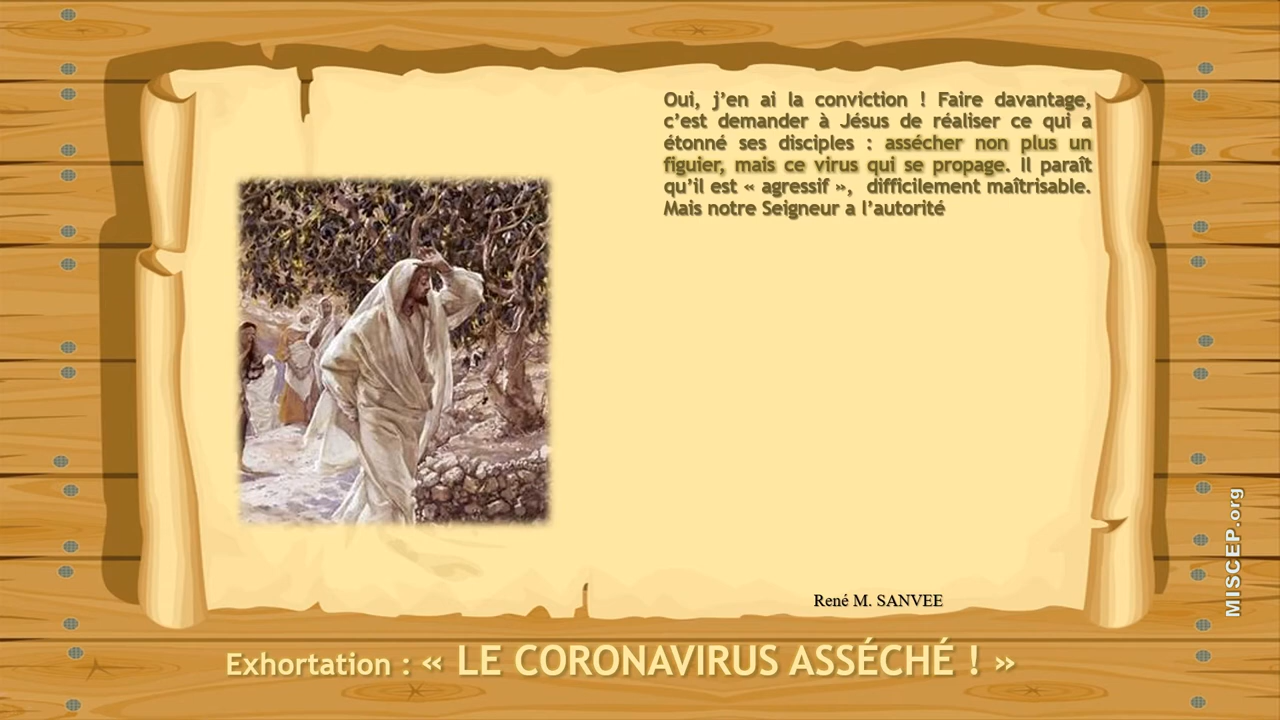 Oui, j’en ai la conviction ! Faire davantage,
c’est demander à Jésus de réaliser ce qui a
étonné ses disciples : assécher non plus un
figuier, mais ce virus qui se propage. Il paraît
qu’il est « agressif », difficilement maîtrisable.
Mais notre Seigneur a l’autorité
MISCEP.org
René M. SANVEE
Exhortation : « LE CORONAVIRUS ASSÉCHÉ ! »